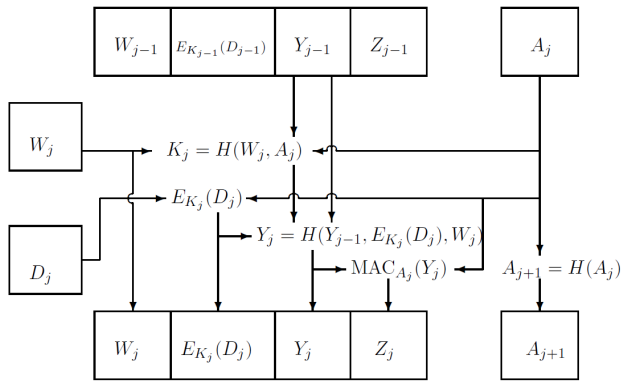 W_{j-1} E_{K_{j-1}}(D_{j-1}) Y_{j-1} Z_{j-1} A_j
W_j
K_j = H(W_j, A_j)
E_{K_j}(D_j)
Y_j = H(Y_{j-1}, E_{K_j}(D_j), W_j)
D_j
MAC_{A_j}(Y_j) A_{j+1} = H(A_j)
W_j E_{K_j}(D_j) Y_j Z_j A_{j+1}